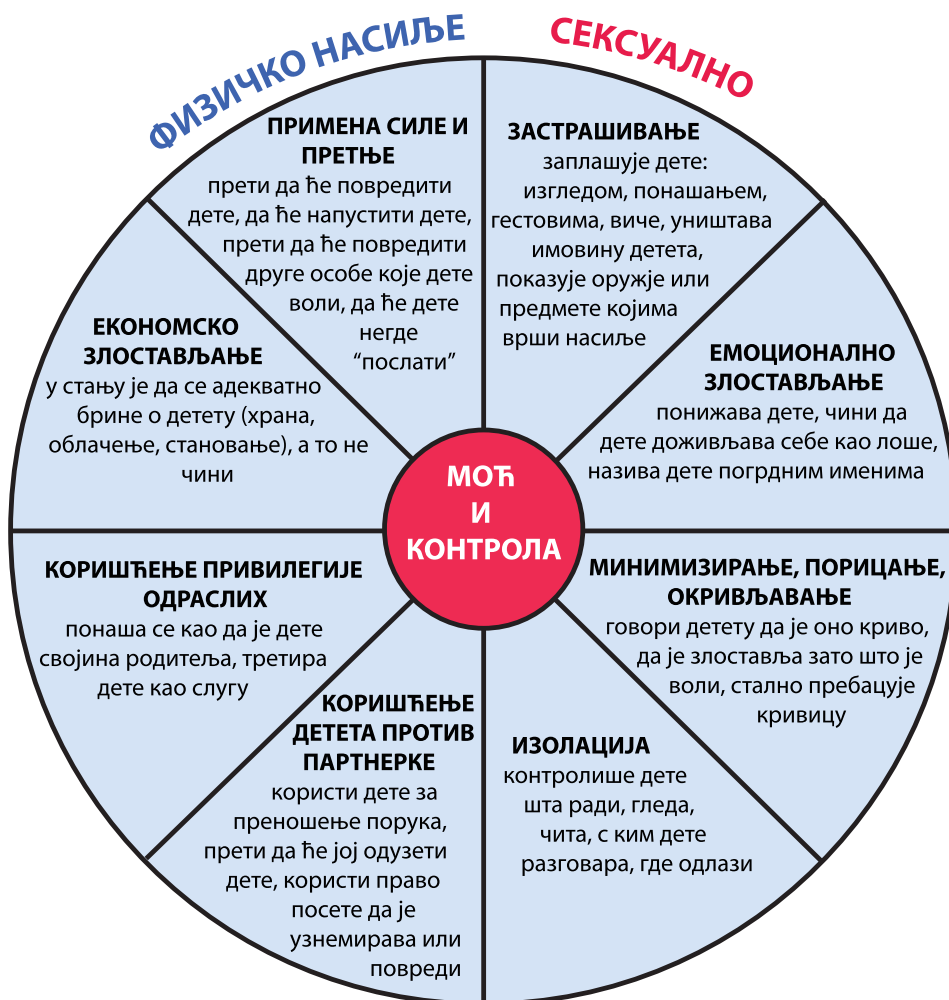 ФИЗИЧКО НАСИЉЕ
СЕКСУАЛНО
ПРИМЕНА СИЛЕ И
ПРЕТЊЕ
прети да ће повредити
дете, да ће напустити дете,
прети да ће повредити
друге особе које дете
воли, да ће дете
негде
“послати”
ЗАСТРАШИВАЊЕ
заплашује дете:
изгледом, понашањем,
гестовима, виче, уништава
имовину детета,
показује оружје или
предмете којима
врши насиље
ЕМОЦИОНАЛНО
ЗЛОСТАВЉАЊЕ
понижава дете, чини да
дете доживљава себе као лоше,
назива дете погрдним именима
МИНИМИЗИРАЊЕ, ПОРИЦАЊЕ,
ОКРИВЉАВАЊЕ
говори детету да је оно криво,
да је злоставља зато што је
воли, стално пребацује
кривицу
ИЗОЛАЦИЈА
контролише дете
шта ради, гледа,
чита, с ким дете
разговара, где одлази
КОРИШЋЕЊЕ
ДЕТЕТА ПРОТИВ
ПАРТНЕРКЕ
користи дете за
преношење порука,
прети да ће јој одузети
дете, користи право
посете да је
узнемирава или
повреди
КОРИШЋЕЊЕ ПРИВИЛЕГИЈЕ
ОДРАСЛИХ
понаша се као да је дете
својина родитеља, третира
дете као слугу
ЕКОНОМСКО
ЗЛОСТАВЉАЊЕ
у стању је да се адекватно
брине о детету (храна,
облачење, становање), а то не
чини
МОЋ
И
КОНТРОЛА